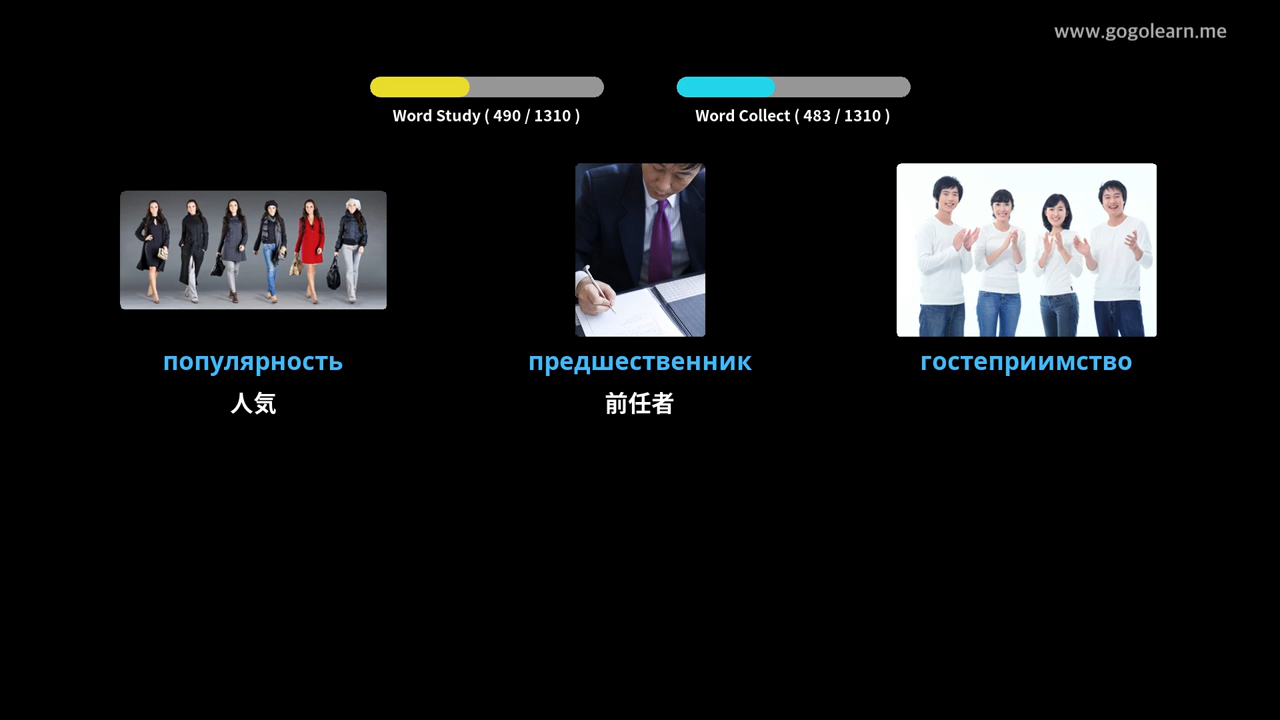 www.gogolearn.me
Word Study ( 490 / 1310 )
Word Collect ( 483 / 1310 )
популярность
предшественник
гостеприимство
人気
前任者